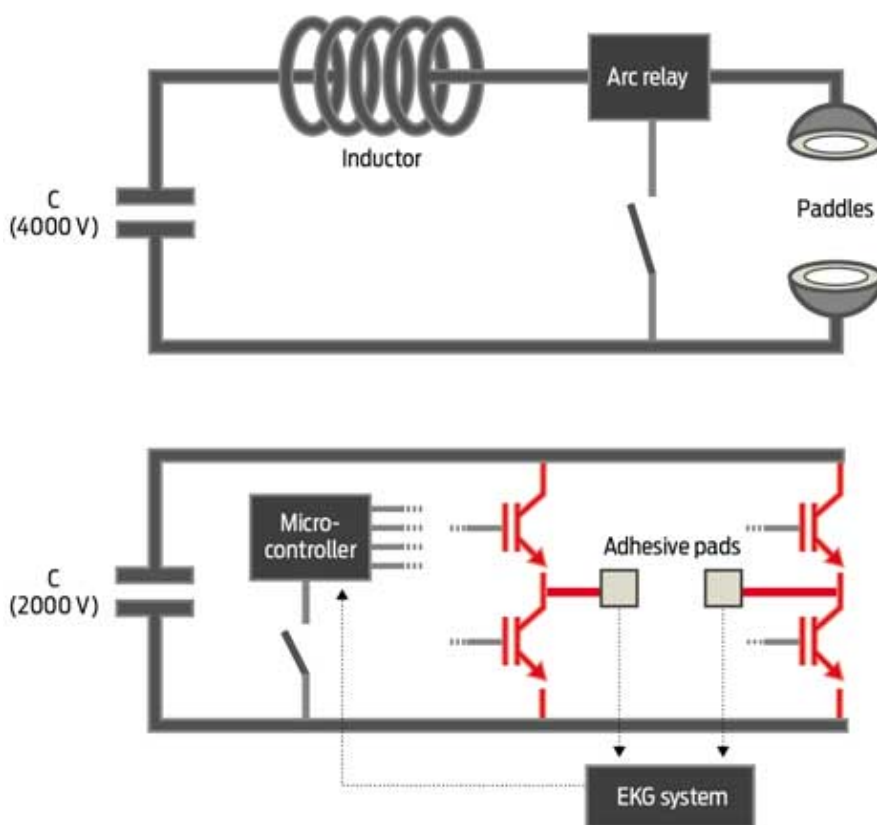 Arc relay
Inductor
C
(4000 V)
Paddles
Micro-
controller
Adhesive pads
C
(2000 V)
EKG system